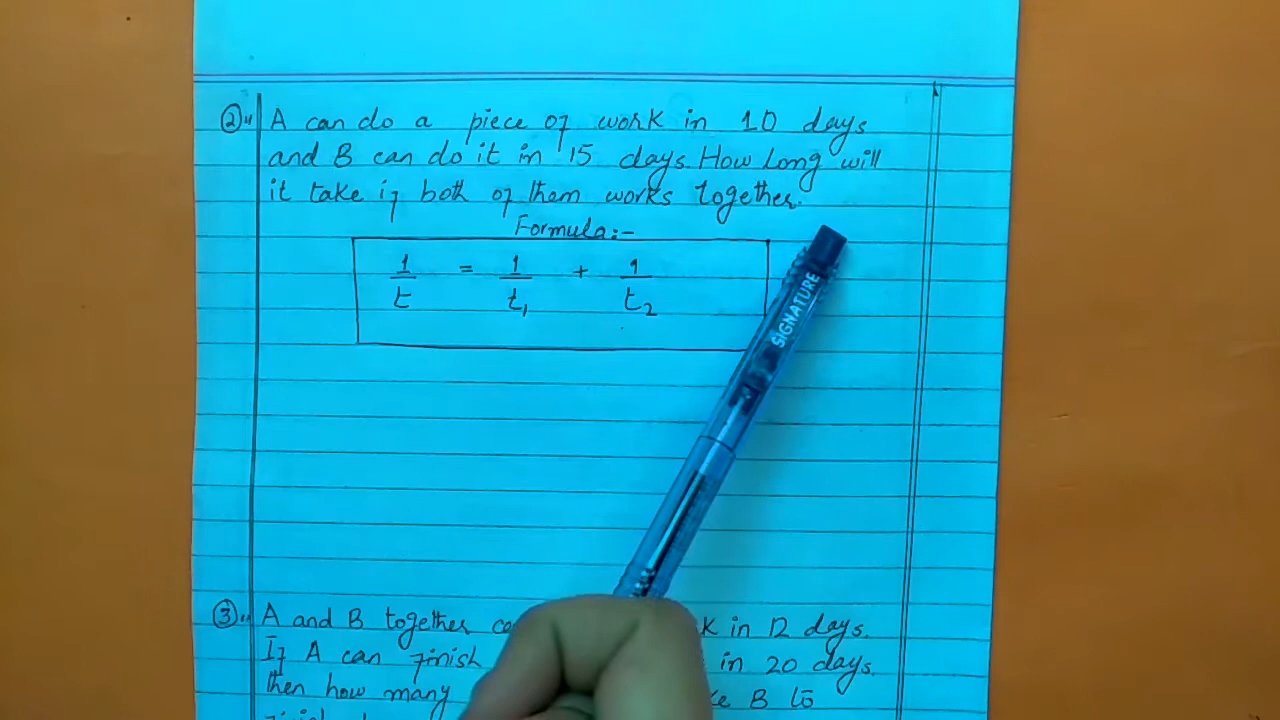 ② A can do a piece of work in 10 days
and B can do it in 15 days. How long will
it take if both of them works together.
Formula:-
1/t = 1/t₁ + 1/t₂
SIGNATURE
③ A and B together K in 12 days.
If A can finish in 20 days.
then how many B to